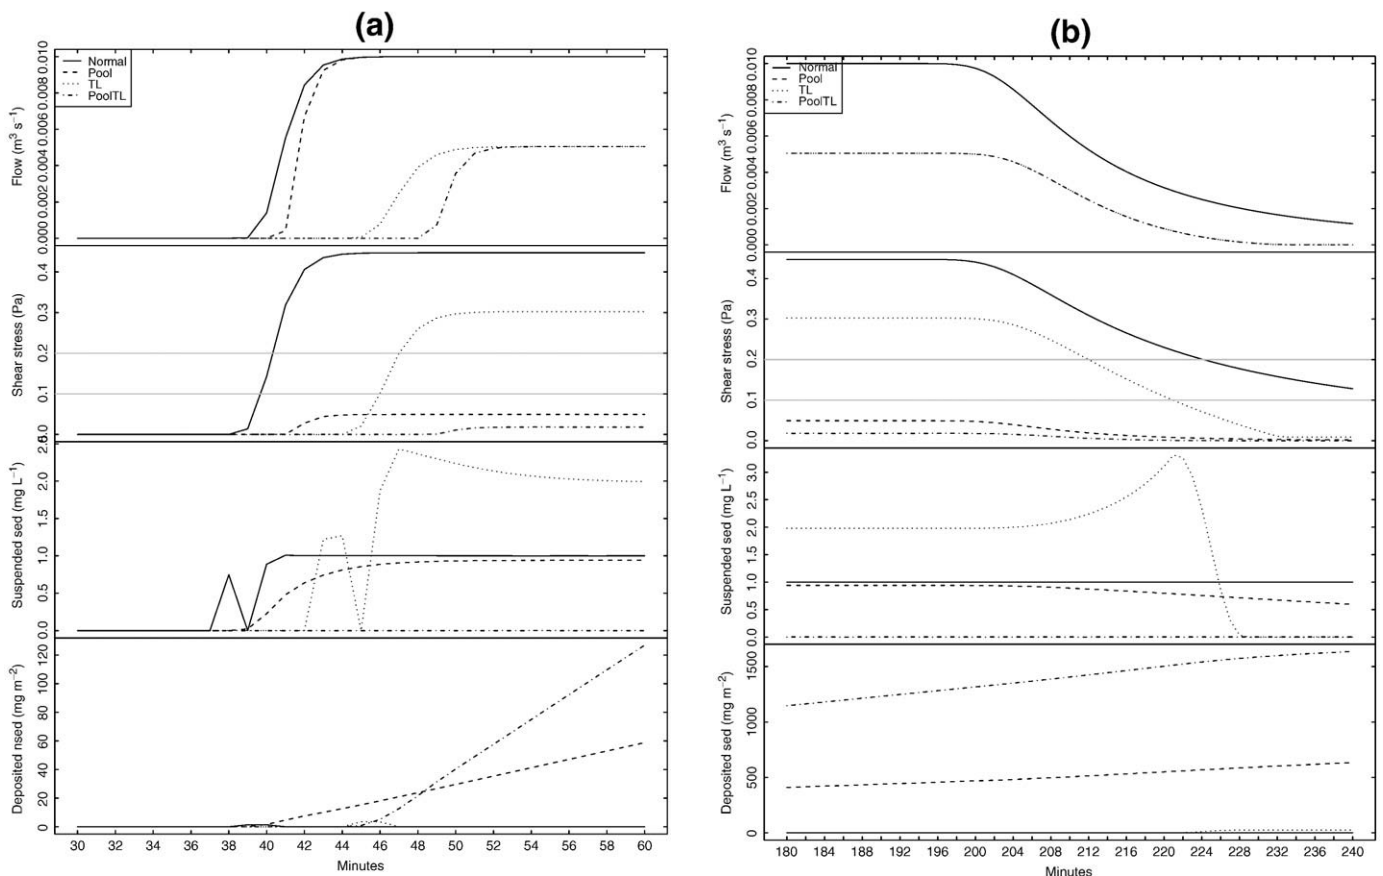 (a)
Normal
Pool
TL
PoolTL
Flow (m³ s⁻¹)
0.000 0.002 0.004 0.006 0.008 0.010
Shear stress (Pa)
0.1 0.2 0.3 0.4
Suspended sed (mg L⁻¹)
0.0 0.5 1.0 1.5 2.0
Deposited nsed (mg m⁻²)
0 20 40 60 80 100 120
30 32 34 36 38 40 42 44 46 48 50 52 54 56 58 60
Minutes
(b)
Normal
Pool
TL
PoolTL
Flow (m³ s⁻¹)
0.002 0.004 0.006 0.008 0.010
Shear stress (Pa)
0.0 0.1 0.2 0.3 0.4
Suspended sed (mg L⁻¹)
0.0 0.5 1.0 1.5 2.0 2.5 3.0
Deposited sed (mg m⁻²)
0 500 1000 1500
180 184 188 192 196 200 204 208 212 216 220 224 228 232 236 240
Minutes